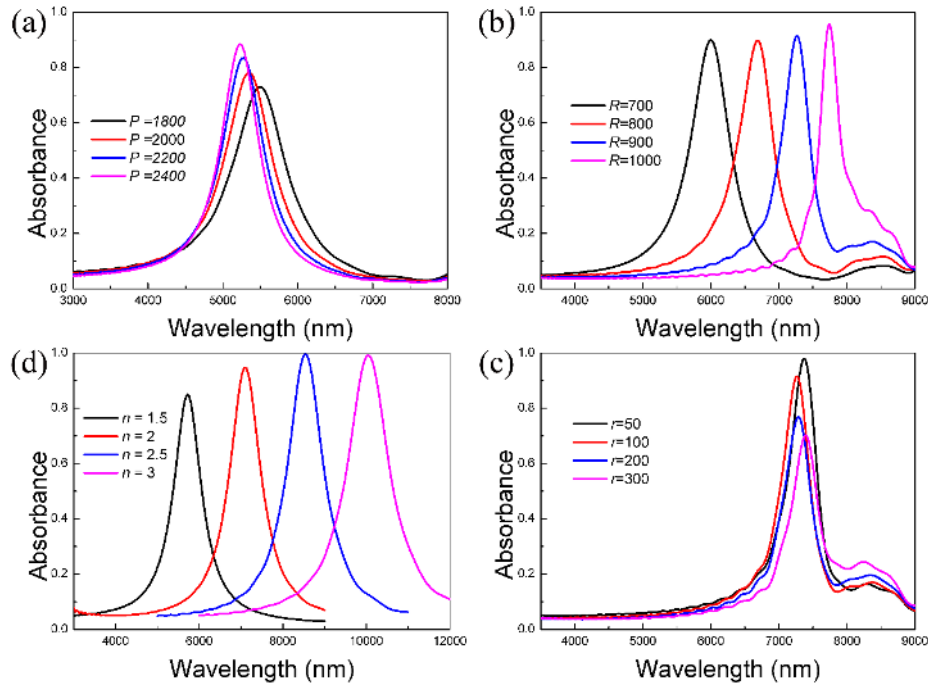 (a)
1.0
0.8
0.6
0.4
0.2
0.0
Absorbance
P =1800
P =2000
P =2200
P =2400
3000 4000 5000 6000 7000 8000
Wavelength (nm)
(b)
1.0
0.8
0.6
0.4
0.2
0.0
Absorbance
R=700
R=800
R=900
R=1000
4000 5000 6000 7000 8000 9000
Wavelength (nm)
(d)
1.0
0.8
0.6
0.4
0.2
0.0
Absorbance
n = 1.5
n = 2
n = 2.5
n = 3
4000 6000 8000 10000 12000
Wavelength (nm)
(c)
1.0
0.8
0.6
0.4
0.2
0.0
Absorbance
r=50
r=100
r=200
r=300
4000 5000 6000 7000 8000 9000
Wavelength (nm)